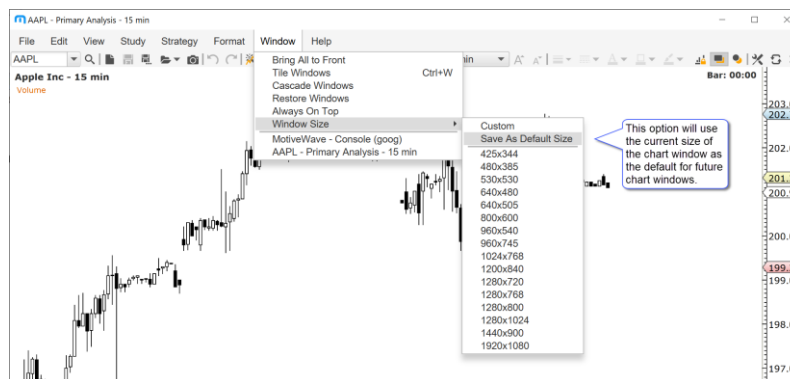 AAPL - Primary Analysis - 15 min
File Edit View Study Strategy Format Window Help
AAPL
Apple Inc - 15 min
Bar: 00:00
Volume
Bring All to Front
Tile Windows Ctrl+W
Cascade Windows
Restore Windows
Always On Top
Window Size
MotiveWave - Console (goog)
AAPL - Primary Analysis - 15 min
Custom
Save As Default Size
425x344
480x385
530x530
640x480
640x505
800x600
960x540
960x745
1024x768
1200x840
1280x720
1280x768
1280x800
1280x1024
1440x900
1920x1080
This option will use
the current size of
the chart window as
the default for future
chart windows.
203.
202.
202.
201.
200.
200.
199.
199.
198.
197.